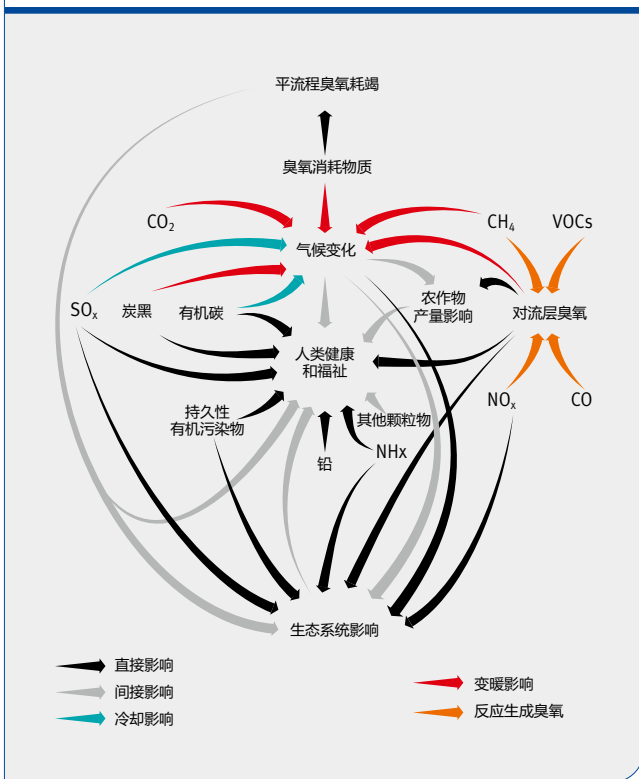 平流程臭氧耗竭
臭氧消耗物质
CO₂
CH₄
VOCs
气候变化
SOₓ
炭黑
有机碳
农作物
产量影响
对流层臭氧
人类健康
和福祉
NOₓ
CO
持久性
有机污染物
其他颗粒物
铅
NHx
生态系统影响
直接影响
间接影响
冷却影响
变暖影响
反应生成臭氧